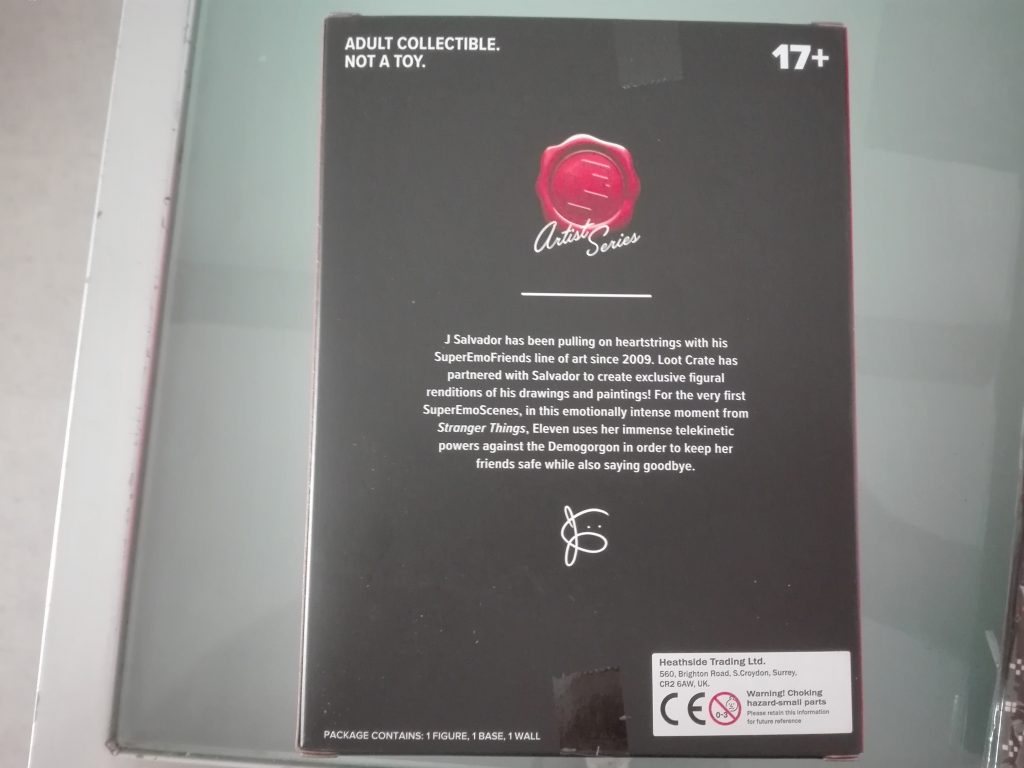 ADULT COLLECTIBLE.
NOT A TOY.
17+
Artist Series
J Salvador has been pulling on heartstrings with his
SuperEmoFriends line of art since 2009. Loot Crate has
partnered with Salvador to create exclusive figural
renditions of his drawings and paintings! For the very first
SuperEmoScenes, in this emotionally intense moment from
Stranger Things, Eleven uses her immense telekinetic
powers against the Demogorgon in order to keep her
friends safe while also saying goodbye.
Heathside Trading Ltd.
560, Brighton Road, S.Croydon, Surrey,
CR2 6AW, UK.
CE
0-3
Warning! Choking
hazard-small parts
Please retain this information
for future reference
PACKAGE CONTAINS: 1 FIGURE, 1 BASE, 1 WALL